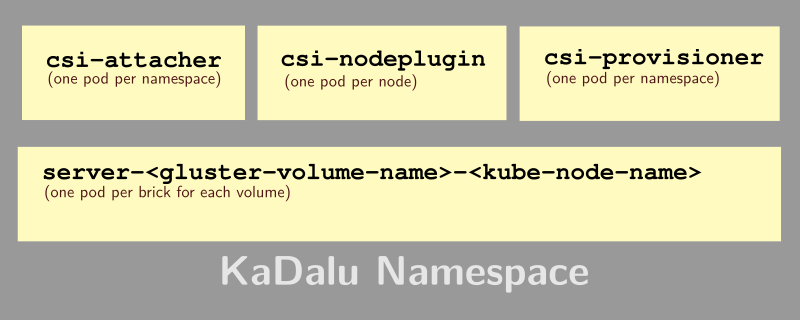 csi-attacher
(one pod per namespace)
csi-nodeplugin
(one pod per node)
csi-provisioner
(one pod per namespace)
server-<gluster-volume-name>-<kube-node-name>
(one pod per brick for each volume)
KaDalu Namespace